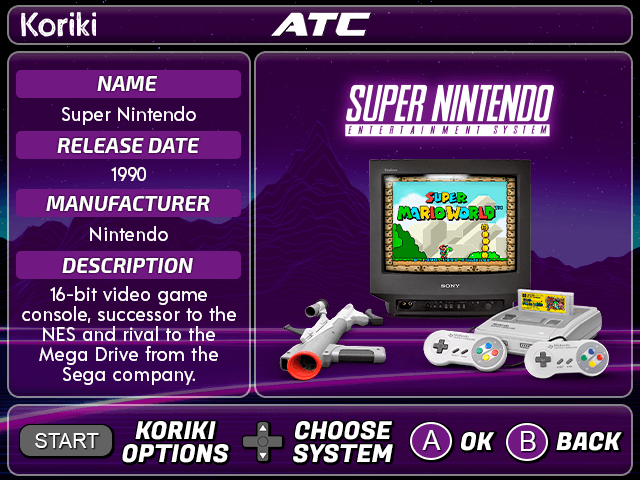 Koriki
ATC
NAME
Super Nintendo
RELEASE DATE
1990
MANUFACTURER
Nintendo
DESCRIPTION
16-bit video game
console, successor to the
NES and rival to the
Mega Drive from the
Sega company.
SUPER NINTENDO
ENTERTAINMENT SYSTEM
SUPER
MARIO WORLD
SONY
START
KORIKI
OPTIONS
CHOOSE
SYSTEM
A
OK
B
BACK